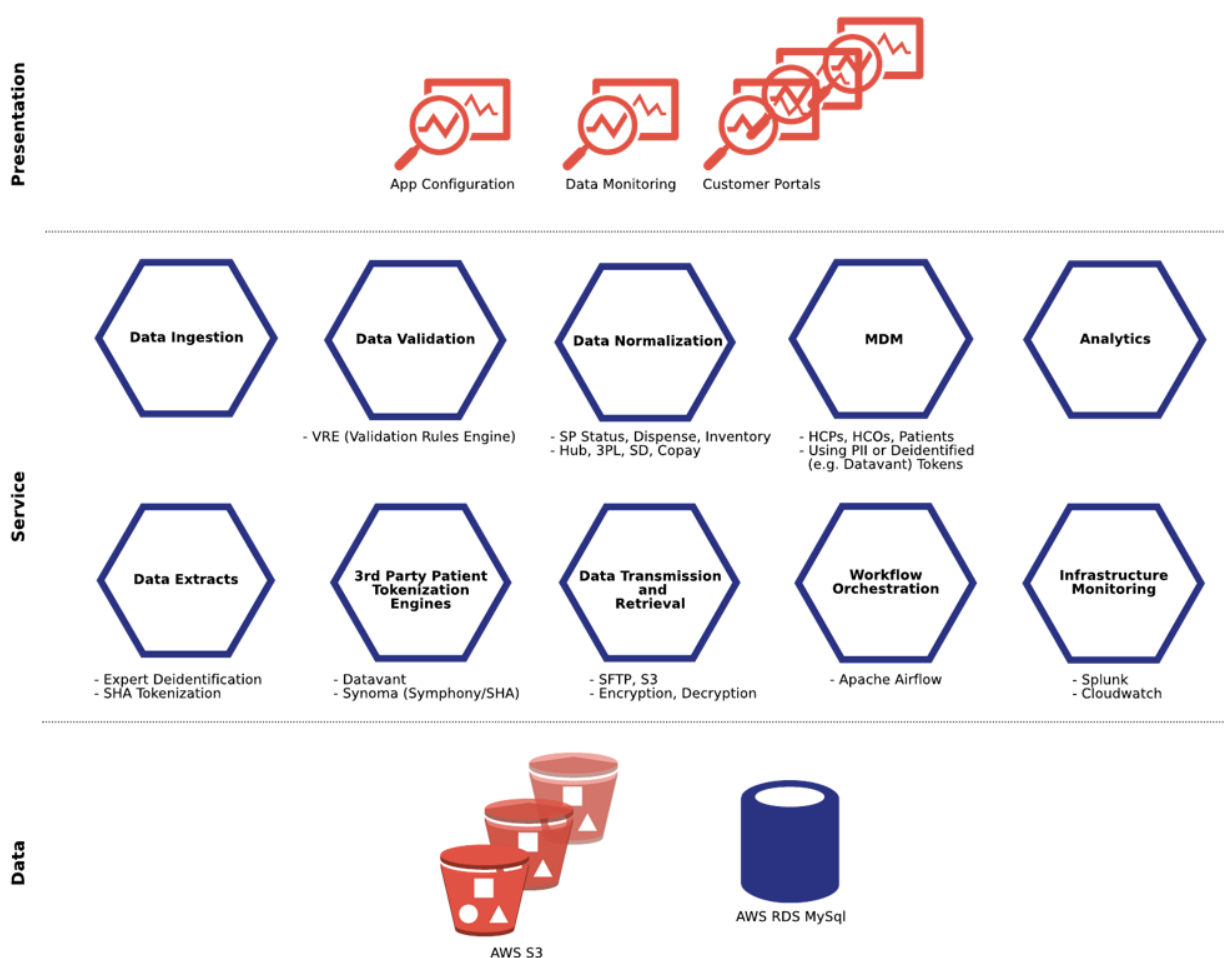 Presentation
App Configuration
Data Monitoring
Customer Portals
Service
Data Ingestion
Data Validation
- VRE (Validation Rules Engine)
Data Normalization
- SP Status, Dispense, Inventory
- Hub, 3PL, SD, Copay
MDM
- HCPs, HCOs, Patients
- Using PII or Deidentified
(e.g. Datavant) Tokens
Analytics
Data Extracts
- Expert Deidentification
- SHA Tokenization
3rd Party Patient
Tokenization
Engines
- Datavant
- Synoma (Symphony/SHA)
Data Transmission
and
Retrieval
- SFTP, S3
- Encryption, Decryption
Workflow
Orchestration
- Apache Airflow
Infrastructure
Monitoring
- Splunk
- Cloudwatch
Data
AWS S3
AWS RDS MySql